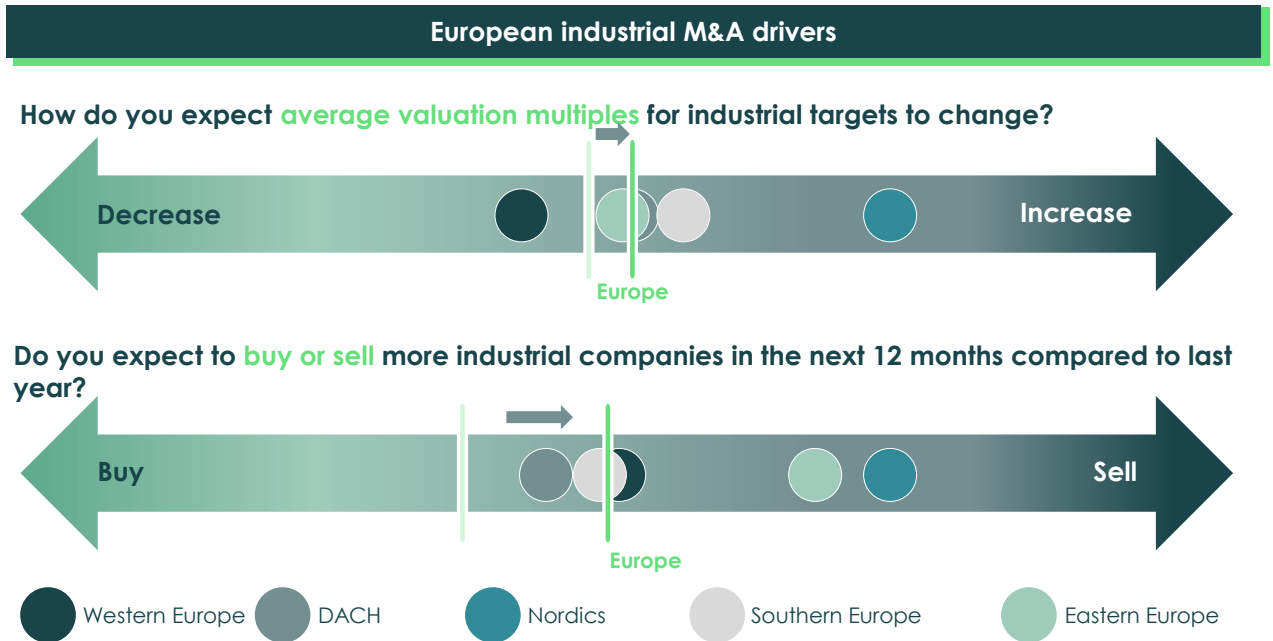 European industrial M&A drivers
How do you expect average valuation multiples for industrial targets to change?
Decrease
Increase
Europe
Do you expect to buy or sell more industrial companies in the next 12 months compared to last
year?
Buy
Sell
Europe
Western Europe
DACH
Nordics
Southern Europe
Eastern Europe